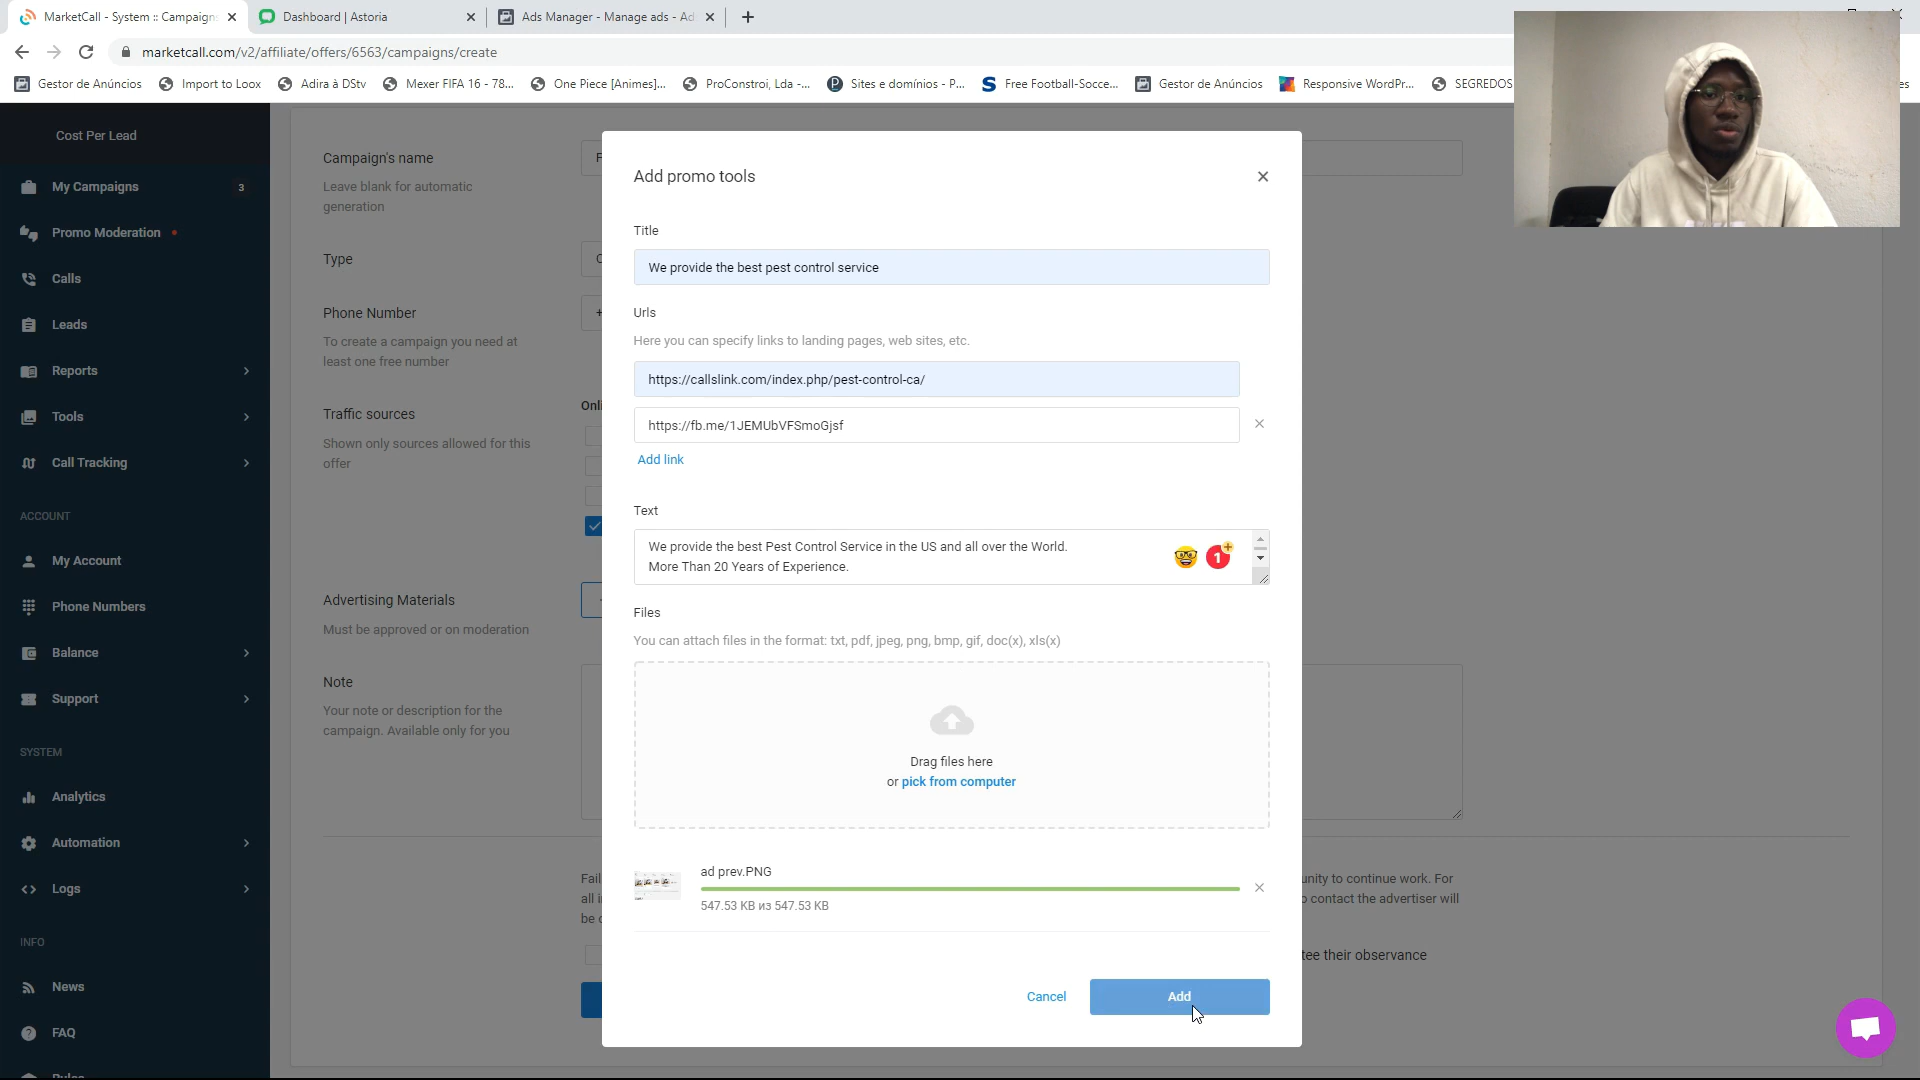 MarketCall - System :: Campaigns
Dashboard | Astoria
Ads Manager - Manage ads - Ad
marketcall.com/v2/affiliate/offers/6563/campaigns/create
Gestor de Anúncios
Import to Loox
Adira à DStv
Mexer FIFA 16 - 78...
One Piece [Animes]...
ProConstroi, Lda -...
Sites e domínios - P...
Free Football-Socce...
Gestor de Anúncios
Responsive WordPr...
SEGREDOS
es
Cost Per Lead
My Campaigns
3
Promo Moderation
Calls
Leads
Reports
Tools
Call Tracking
ACCOUNT
My Account
Phone Numbers
Balance
Support
SYSTEM
Analytics
Automation
Logs
INFO
News
FAQ
Campaign's name
Leave blank for automatic
generation
Type
Phone Number
To create a campaign you need at
least one free number
Traffic sources
Shown only sources allowed for this
offer
Onli
Advertising Materials
Must be approved or on moderation
Note
Your note or description for the
campaign. Available only for you
Fail
all i
be c
unity to continue work. For
o contact the advertiser will
tee their observance
Add promo tools
Title
We provide the best pest control service
Urls
Here you can specify links to landing pages, web sites, etc.
https://callslink.com/index.php/pest-control-ca/
https://fb.me/1JEMUbVFSmoGjsf
Add link
Text
We provide the best Pest Control Service in the US and all over the World.
More Than 20 Years of Experience.
1
Files
You can attach files in the format: txt, pdf, jpeg, png, bmp, gif, doc(x), xls(x)
Drag files here
or pick from computer
ad prev.PNG
547.53 KB из 547.53 KB
Cancel
Add